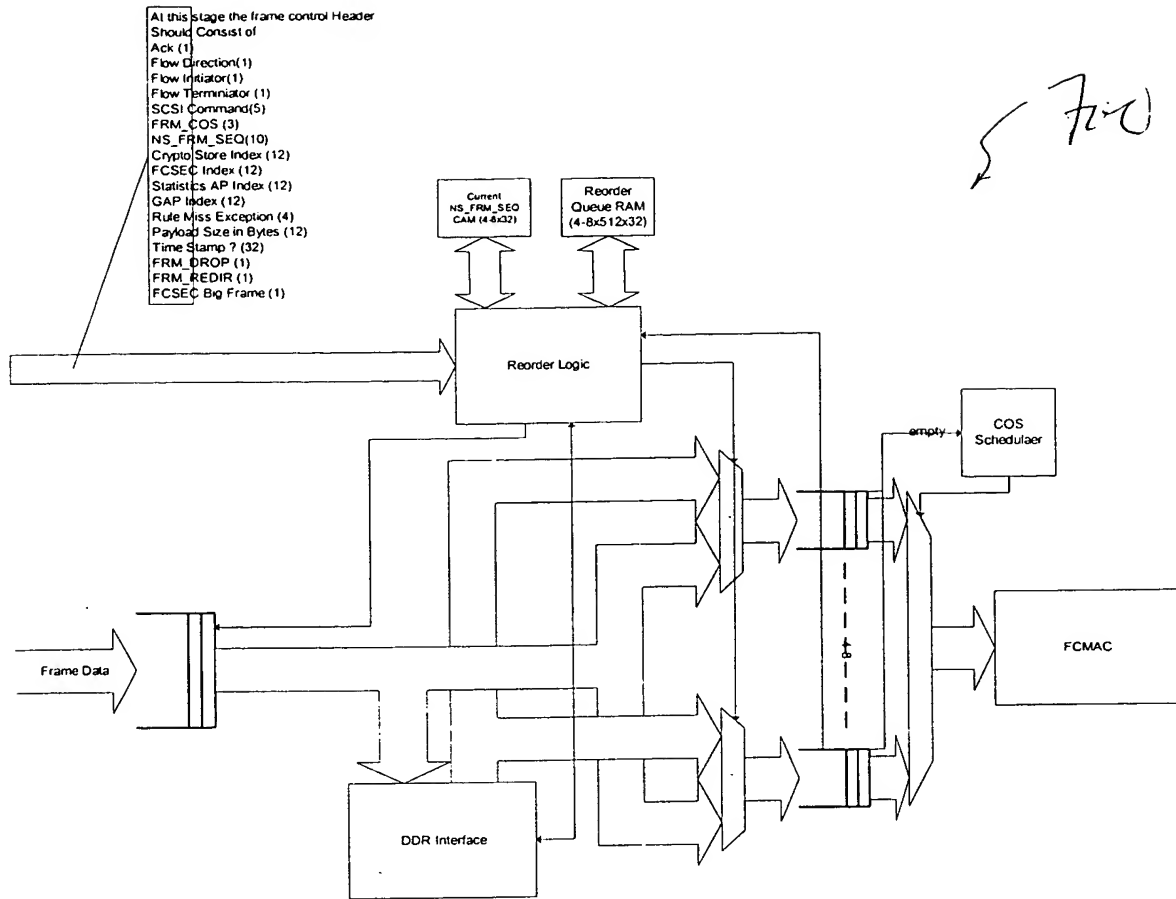 At this stage the frame control Header
Should Consist of
Ack (1)
Flow Direction(1)
Flow Initiator(1)
Flow Terminiator (1)
SCSI Command(5)
FRM_COS (3)
NS_FRM_SEQ(10)
Crypto Store Index (12)
FCSEC Index (12)
Statistics AP Index (12)
GAP Index (12)
Rule Miss Exception (4)
Payload Size in Bytes (12)
Time Stamp ? (32)
FRM_DROP (1)
FRM_REDIR (1)
FCSEC Big Frame (1)
Current
NS_FRM_SEQ
CAM (4-8x32)
Reorder
Queue RAM
(4-8x512x32)
Reorder Logic
empty
COS
Schedulaer
4-8
FCMAC
Frame Data
DDR Interface